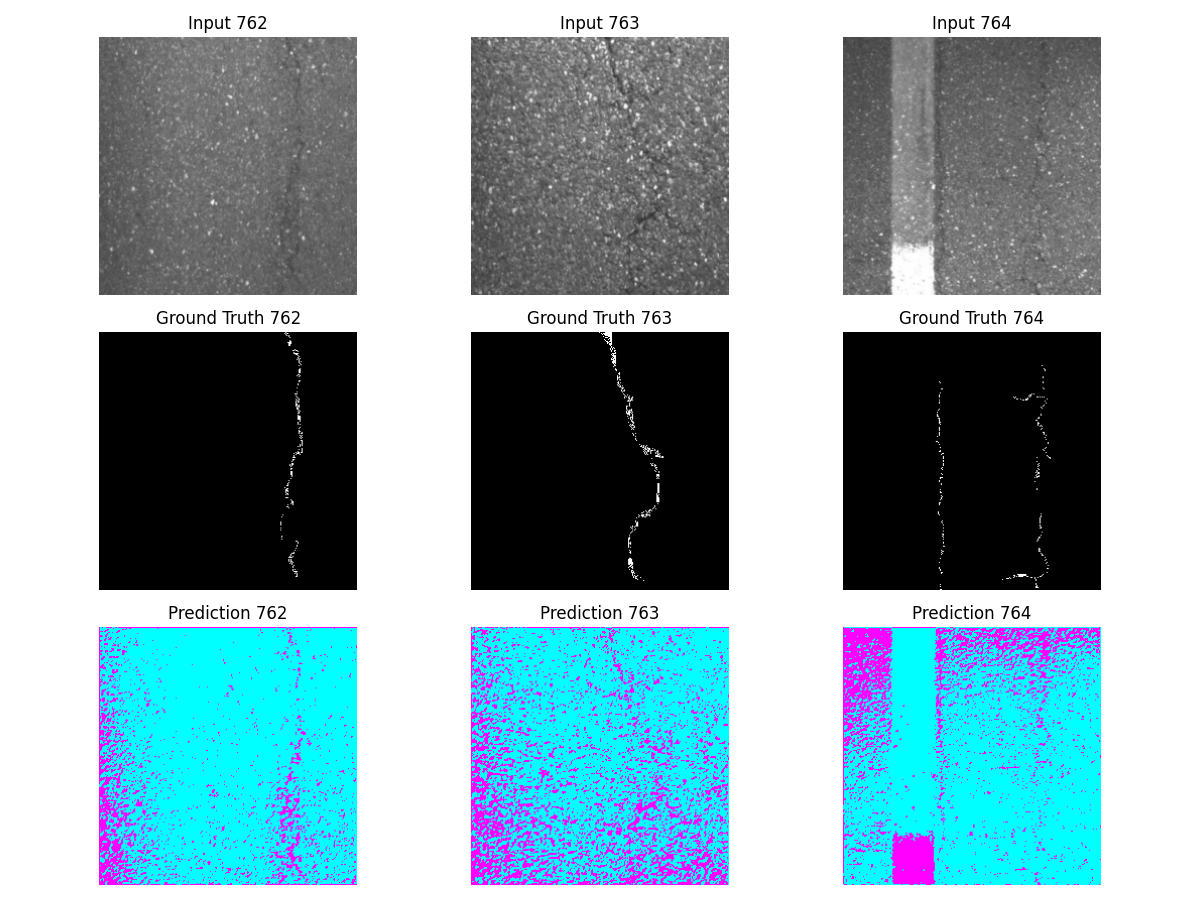 Input 762
Input 763
Input 764
Ground Truth 762
Ground Truth 763
Ground Truth 764
Prediction 762
Prediction 763
Prediction 764